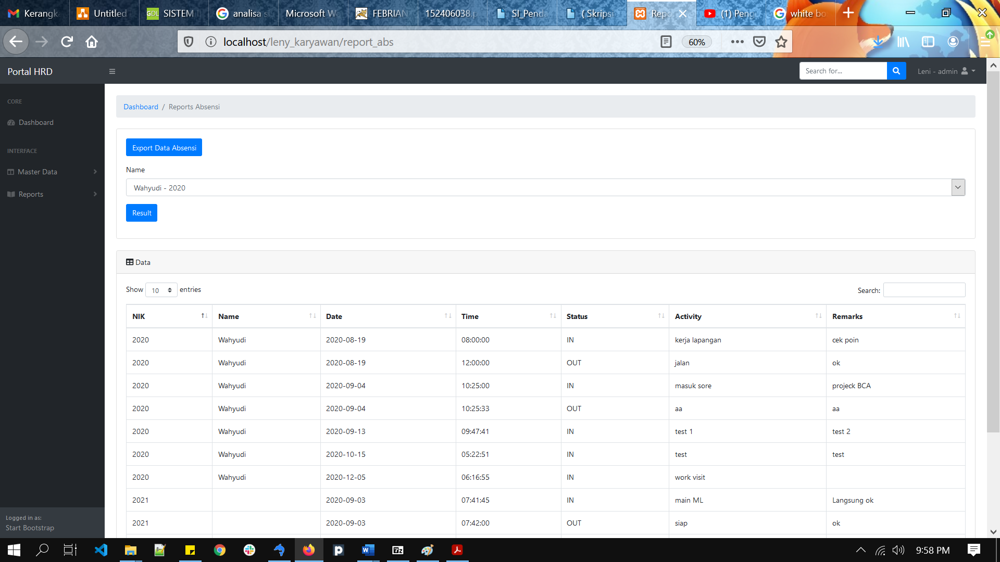 Kerangk
Untitled
GDL SISTEM I
analisa s
Microsoft Wo
FEBRIAN
152406038.p
SI_Penda
( Skripsi
Repo
(1) Peng
white bo
localhost/leny_karyawan/report_abs
60%
Portal HRD
Search for...
Leni - admin
CORE
Dashboard
INTERFACE
Master Data
Reports
Logged in as:
Start Bootstrap
Dashboard / Reports Absensi
Export Data Absensi
Name
Wahyudi - 2020
Result
Data
Show 10 entries
Search:
NIK Name Date Time Status Activity Remarks
2020 Wahyudi 2020-08-19 08:00:00 IN kerja lapangan cek poin
2020 Wahyudi 2020-08-19 12:00:00 OUT jalan ok
2020 Wahyudi 2020-09-04 10:25:00 IN masuk sore projeck BCA
2020 Wahyudi 2020-09-04 10:25:33 OUT aa aa
2020 Wahyudi 2020-09-13 09:47:41 IN test 1 test 2
2020 Wahyudi 2020-10-15 05:22:51 IN test test
2020 Wahyudi 2020-12-05 06:16:55 IN work visit
2021 2020-09-03 07:41:45 IN main ML Langsung ok
2021 2020-09-03 07:42:00 OUT siap ok
9:58 PM